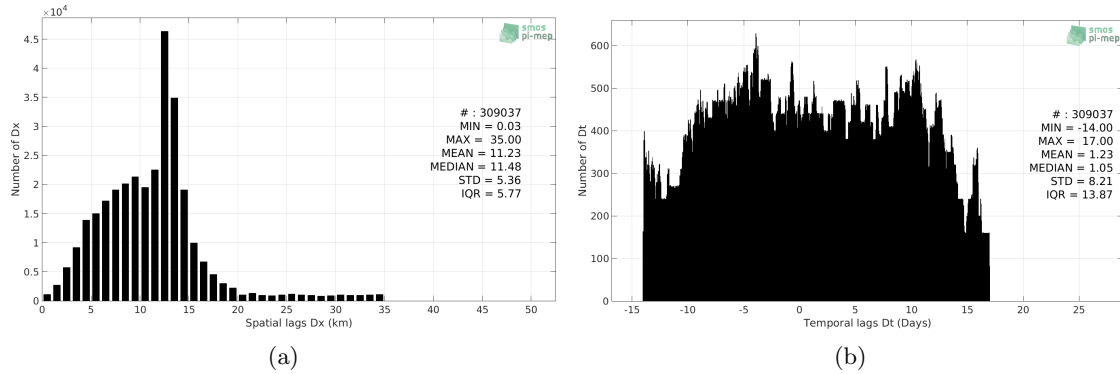 ×10⁴
4.5
4
3.5
3
2.5
2
1.5
1
0.5
0
Number of Dx
0 5 10 15 20 25 30 35 40 45 50
Spatial lags Dx (km)
smos
pi-mep
# : 309037
MIN = 0.03
MAX = 35.00
MEAN = 11.23
MEDIAN = 11.48
STD = 5.36
IQR = 5.77
(a)
600
500
400
300
200
100
0
Number of Dt
-15 -10 -5 0 5 10 15 20 25
Temporal lags Dt (Days)
smos
pi-mep
# : 309037
MIN = -14.00
MAX = 17.00
MEAN = 1.23
MEDIAN = 1.05
STD = 8.21
IQR = 13.87
(b)